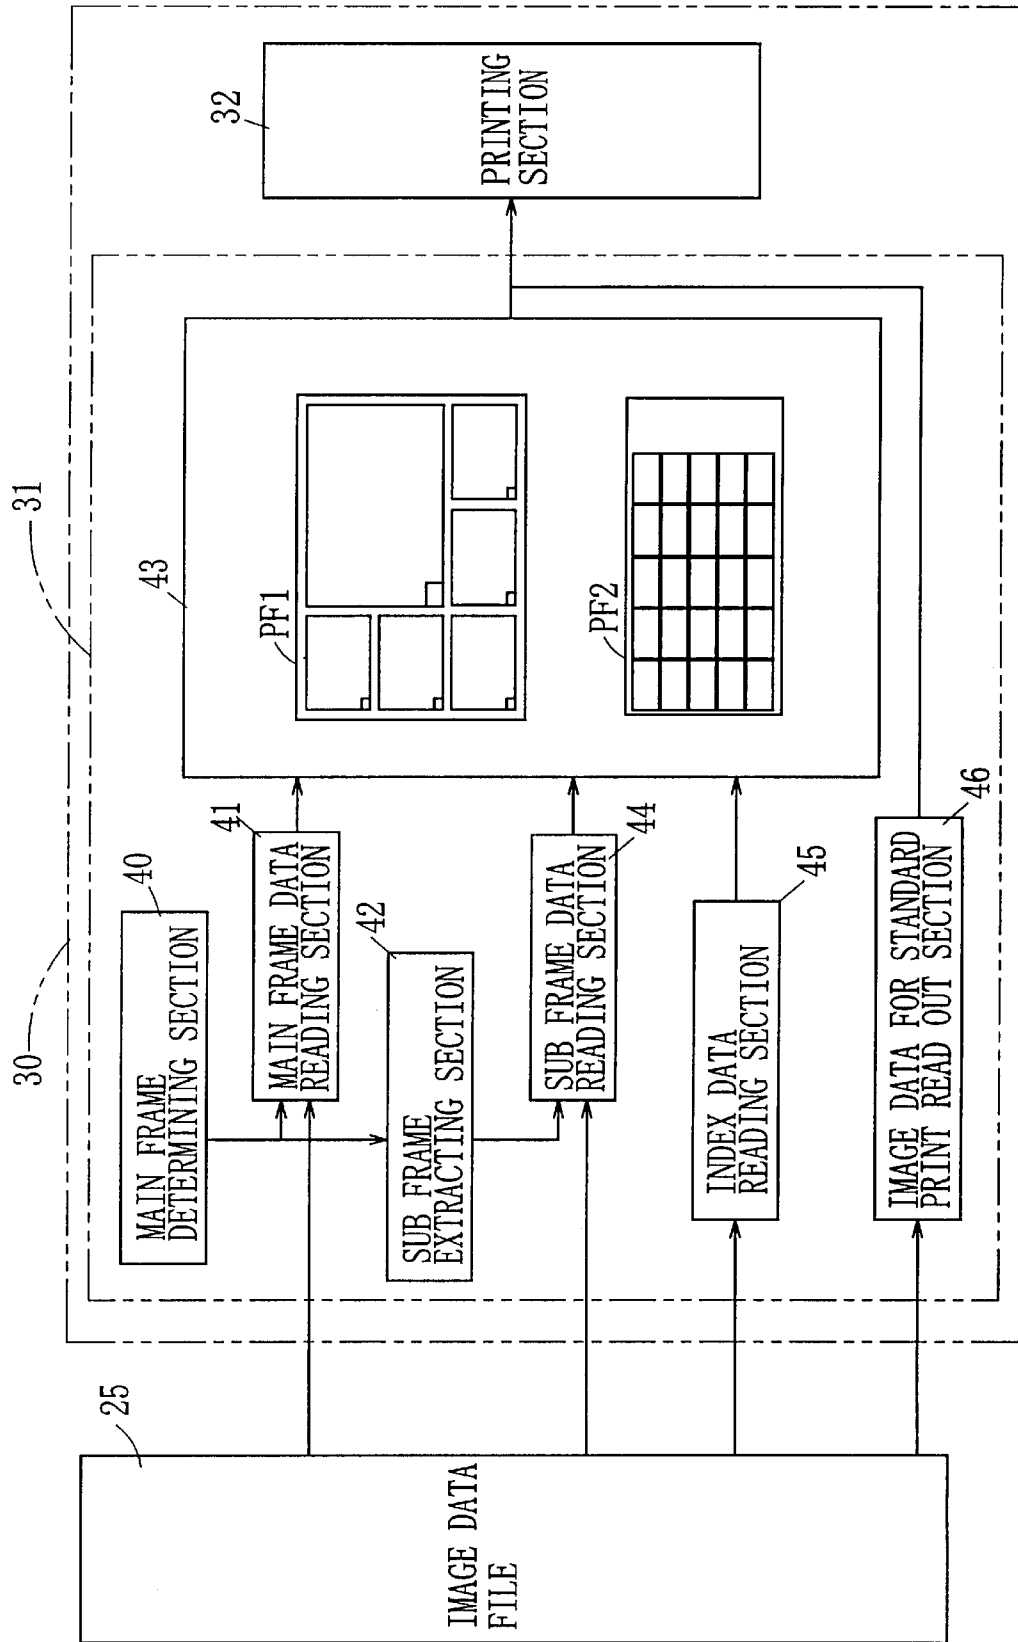 30
31
25
IMAGE DATA
FILE
40
MAIN FRAME
DETERMINING SECTION
41
MAIN FRAME DATA
READING SECTION
42
SUB FRAME
EXTRACTING SECTION
44
SUB FRAME DATA
READING SECTION
45
INDEX DATA
READING SECTION
46
IMAGE DATA FOR STANDARD
PRINT READ OUT SECTION
43
PF1
PF2
32
PRINTING
SECTION